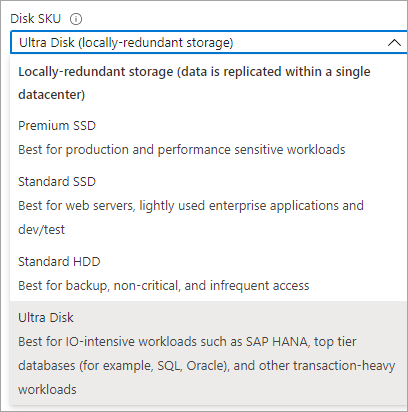 Disk SKU
Ultra Disk (locally-redundant storage)
Locally-redundant storage (data is replicated within a single
datacenter)
Premium SSD
Best for production and performance sensitive workloads
Standard SSD
Best for web servers, lightly used enterprise applications and
dev/test
Standard HDD
Best for backup, non-critical, and infrequent access
Ultra Disk
Best for IO-intensive workloads such as SAP HANA, top tier
databases (for example, SQL, Oracle), and other transaction-heavy
workloads